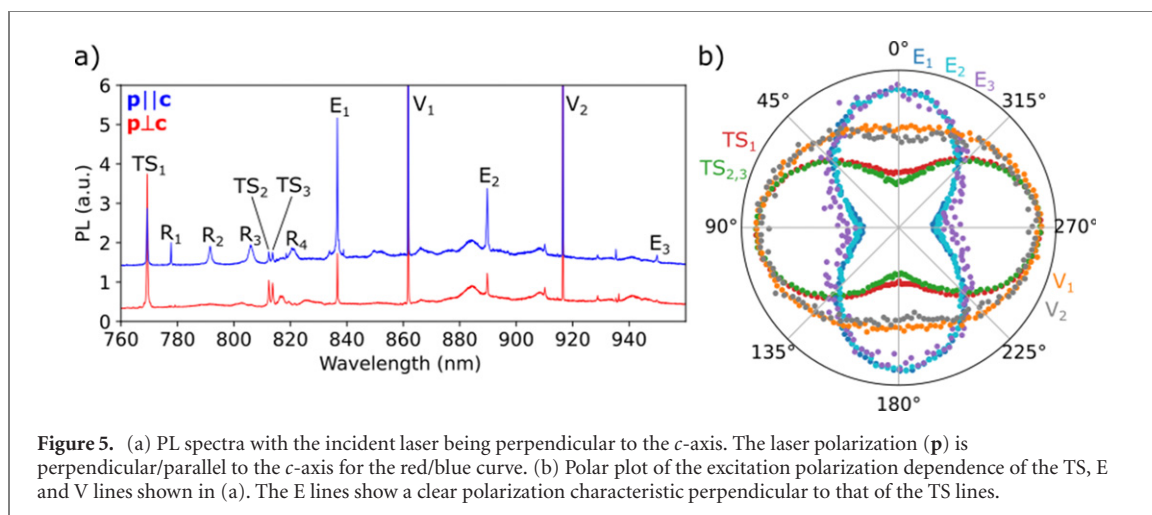 a)
p||c
p⊥c
TS₁
R₁
R₂
R₃
TS₂
TS₃
R₄
E₁
V₁
E₂
V₂
E₃
PL (a.u.)
6
5
4
3
2
1
0
760 780 800 820 840 860 880 900 920 940
Wavelength (nm)
b)
0°
E₁
E₂
E₃
45°
315°
TS₁
TS₂,₃
90°
270°
V₁
V₂
135°
225°
180°
Figure 5. (a) PL spectra with the incident laser being perpendicular to the c-axis. The laser polarization (p) is
perpendicular/parallel to the c-axis for the red/blue curve. (b) Polar plot of the excitation polarization dependence of the TS, E
and V lines shown in (a). The E lines show a clear polarization characteristic perpendicular to that of the TS lines.